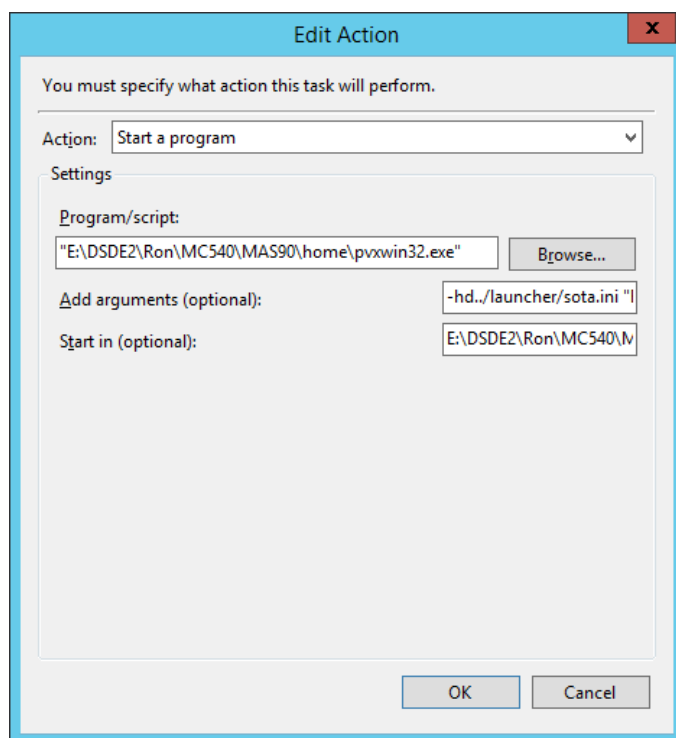 Edit Action
x
You must specify what action this task will perform.
Action: Start a program
Settings
Program/script:
"E:\DSDE2\Ron\MC540\MAS90\home\pvxwin32.exe" Browse...
Add arguments (optional): -hd../launcher/sota.ini "
Start in (optional): E:\DSDE2\Ron\MC540\M
OK Cancel